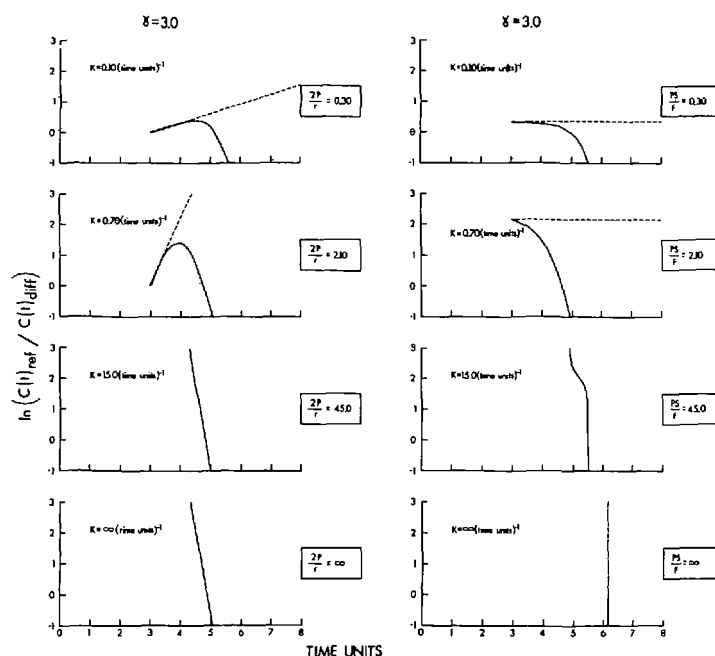 γ=3.0
γ=3.0
3
2
1
0
-1
K=0.10(time units)⁻¹
2P/r = 0.30
3
2
1
0
-1
K=0.10(time units)⁻¹
PS/F = 0.30
3
2
1
0
-1
K=0.70(time units)⁻¹
2P/r = 2.10
3
2
1
0
-1
K=0.70(time units)⁻¹
PS/F = 2.10
ln (C(t)ref / C(t)diff)
3
2
1
0
-1
K=15.0(time units)⁻¹
2P/r = 45.0
3
2
1
0
-1
K=15.0(time units)⁻¹
PS/F = 45.0
3
2
1
0
-1
K=∞(time units)⁻¹
2P/r = ∞
3
2
1
0
-1
K=∞(time units)⁻¹
PS/F = ∞
0 1 2 3 4 5 6 7 8
0 1 2 3 4 5 6 7 8
TIME UNITS